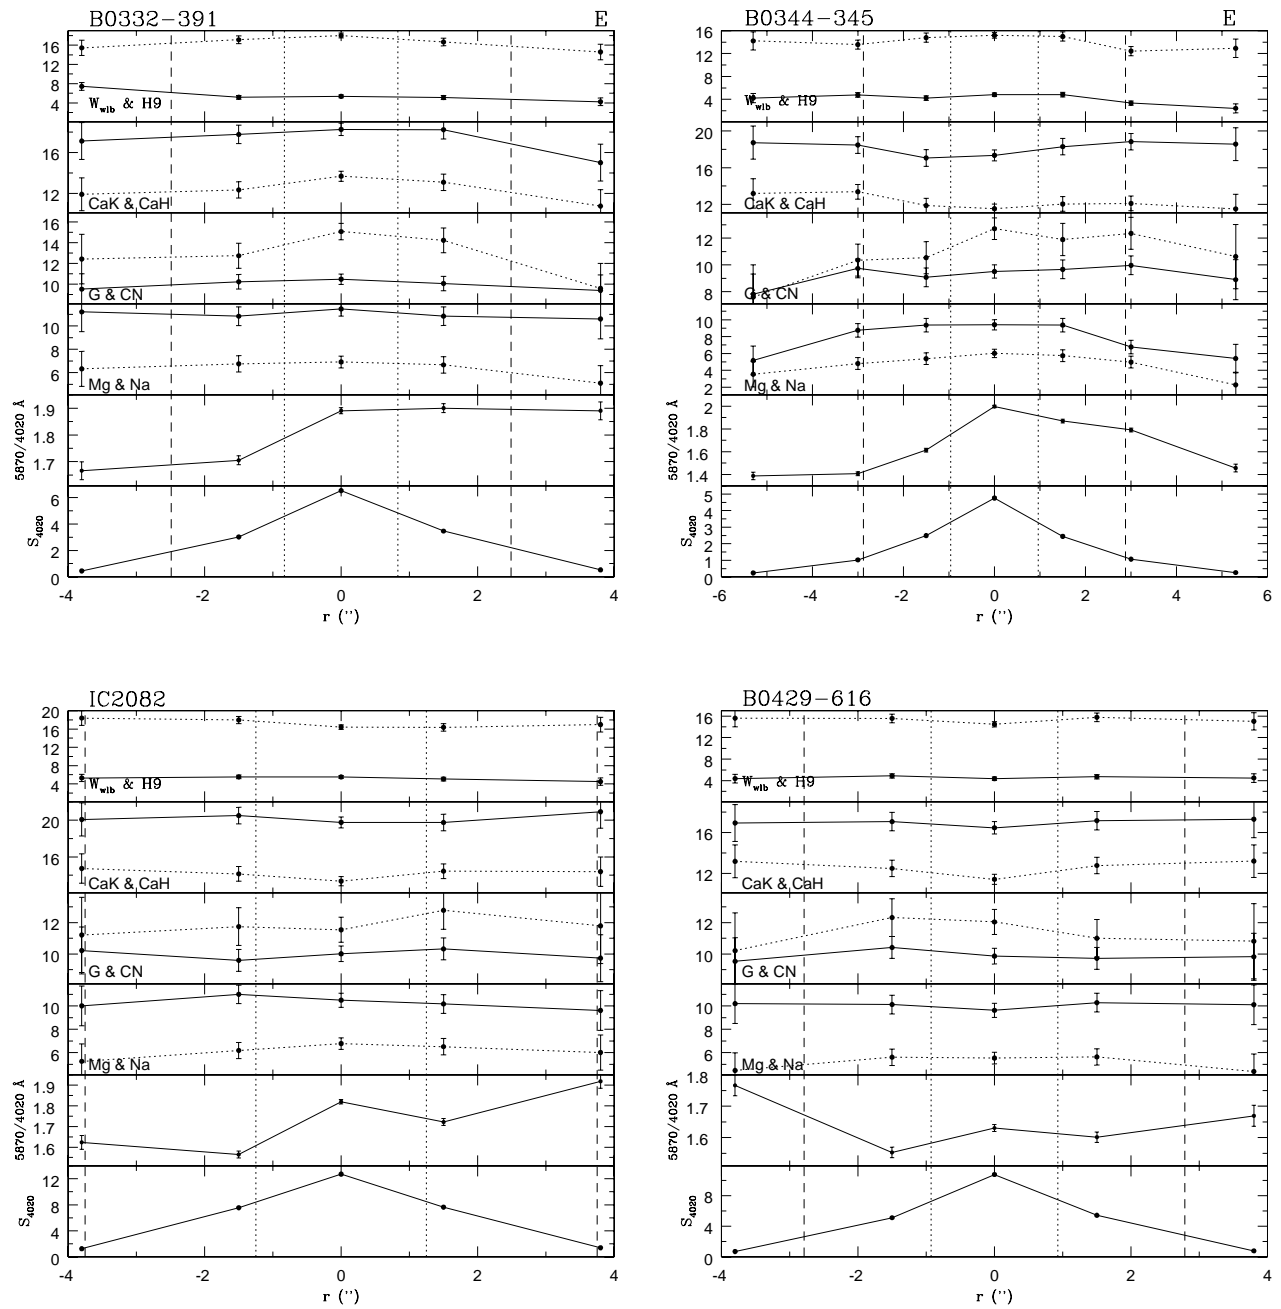 B0332−391 E
16
12
8
4
W_wlb & H9
16
12
CaK & CaH
16
14
12
10
G & CN
10
8
6
Mg & Na
1.9
1.8
1.7
5870/4020 Å
6
4
2
0
S_4020
-4 -2 0 2 4
r ('')
B0344−345 E
16
12
8
4
W_wlb & H9
20
16
12
CaK & CaH
12
10
8
G & CN
10
8
6
4
2
Mg & Na
2
1.8
1.6
1.4
5870/4020 Å
5
4
3
2
1
0
S_4020
-6 -4 -2 0 2 4 6
r ('')
IC2082
20
16
12
8
4
W_wlb & H9
20
16
CaK & CaH
12
10
G & CN
10
8
6
Mg & Na
1.9
1.8
1.7
1.6
5870/4020 Å
12
8
4
0
S_4020
-4 -2 0 2 4
r ('')
B0429−616
16
12
8
4
W_wlb & H9
16
12
CaK & CaH
12
10
G & CN
10
8
6
Mg & Na
1.8
1.7
1.6
5870/4020 Å
8
4
0
S_4020
-4 -2 0 2 4
r ('')